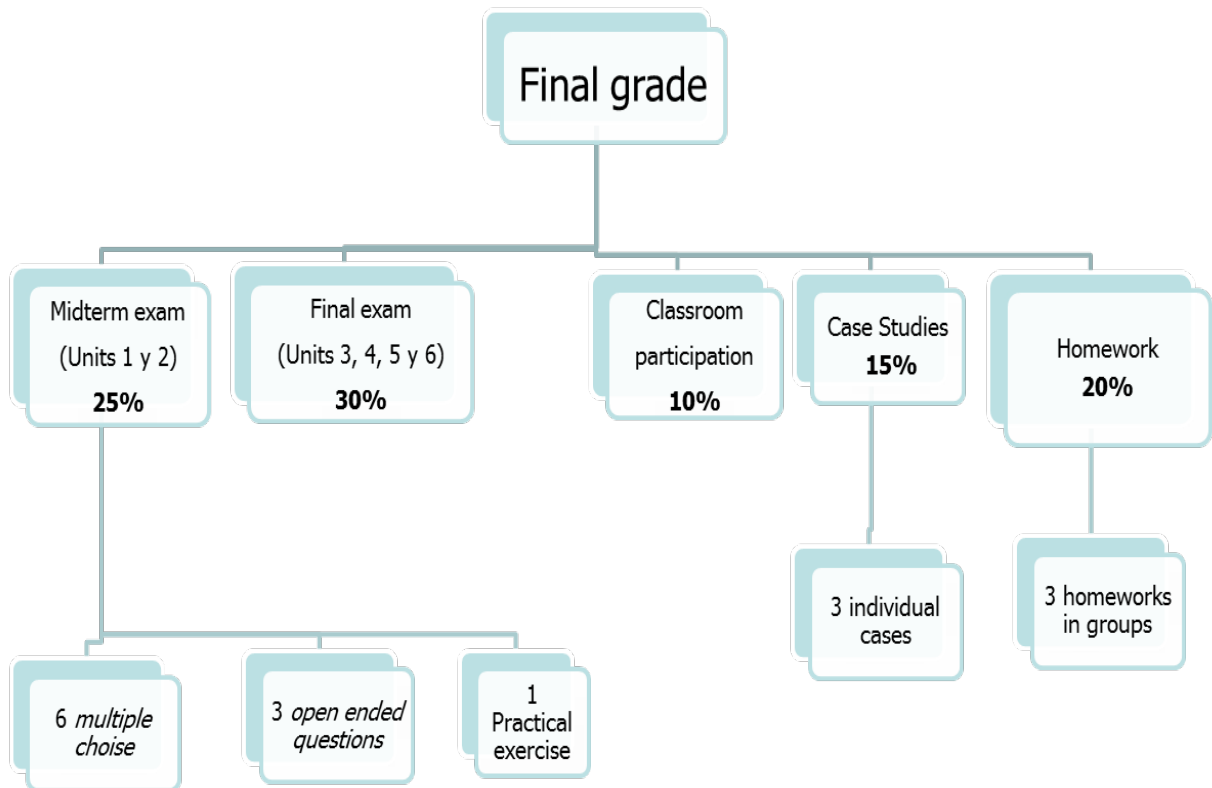 Final grade
Midterm exam
(Units 1 y 2)
25%
Final exam
(Units 3, 4, 5 y 6)
30%
Classroom
participation
10%
Case Studies
15%
Homework
20%
3 individual
cases
3 homeworks
in groups
6 multiple
choise
3 open ended
questions
1
Practical
exercise